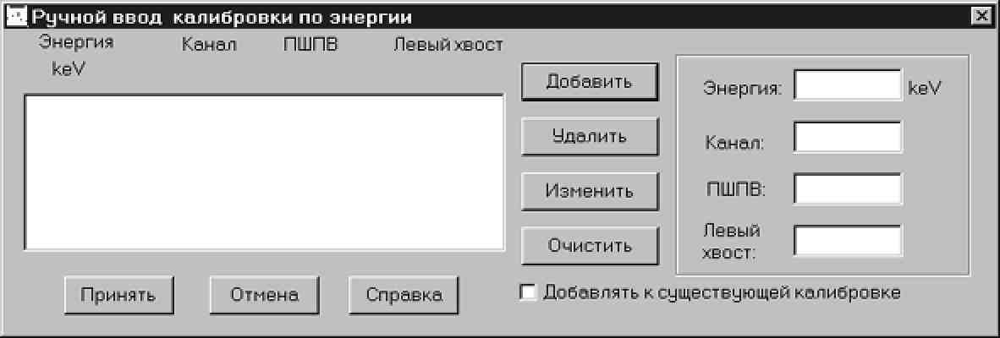 Ручной ввод калибровки по энергии
Энергия Канал ПШПВ Левый хвост
keV
Добавить
Удалить
Изменить
Очистить
Энергия: keV
Канал:
ПШПВ:
Левый
хвост:
Принять Отмена Справка
Добавлять к существующей калибровке